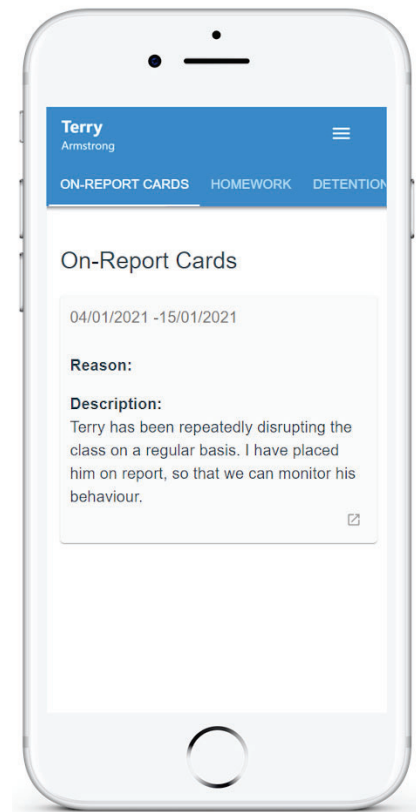 Terry
Armstrong
ON-REPORT CARDS HOMEWORK DETENTION
On-Report Cards
04/01/2021 -15/01/2021
Reason:
Description:
Terry has been repeatedly disrupting the
class on a regular basis. I have placed
him on report, so that we can monitor his
behaviour.